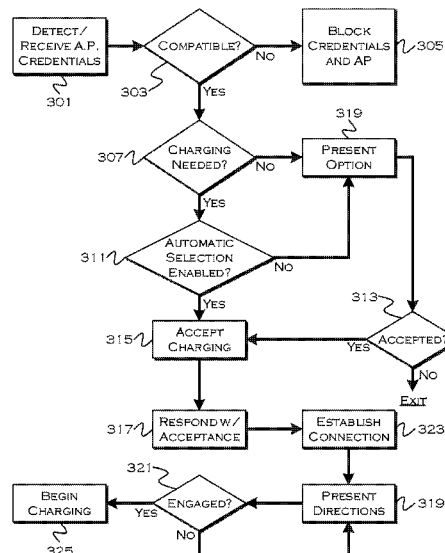 DETECT/
RECEIVE A.P.
CREDENTIALS
301
COMPATIBLE?
303
NO
YES
BLOCK
CREDENTIALS
AND AP
305
CHARGING
NEEDED?
307
NO
YES
319
PRESENT
OPTION
AUTOMATIC
SELECTION
ENABLED?
311
NO
YES
313
ACCEPTED?
YES
NO
EXIT
ACCEPT
CHARGING
315
RESPOND W/
ACCEPTANCE
317
ESTABLISH
CONNECTION
323
PRESENT
DIRECTIONS
319
321
ENGAGED?
YES
NO
BEGIN
CHARGING
325